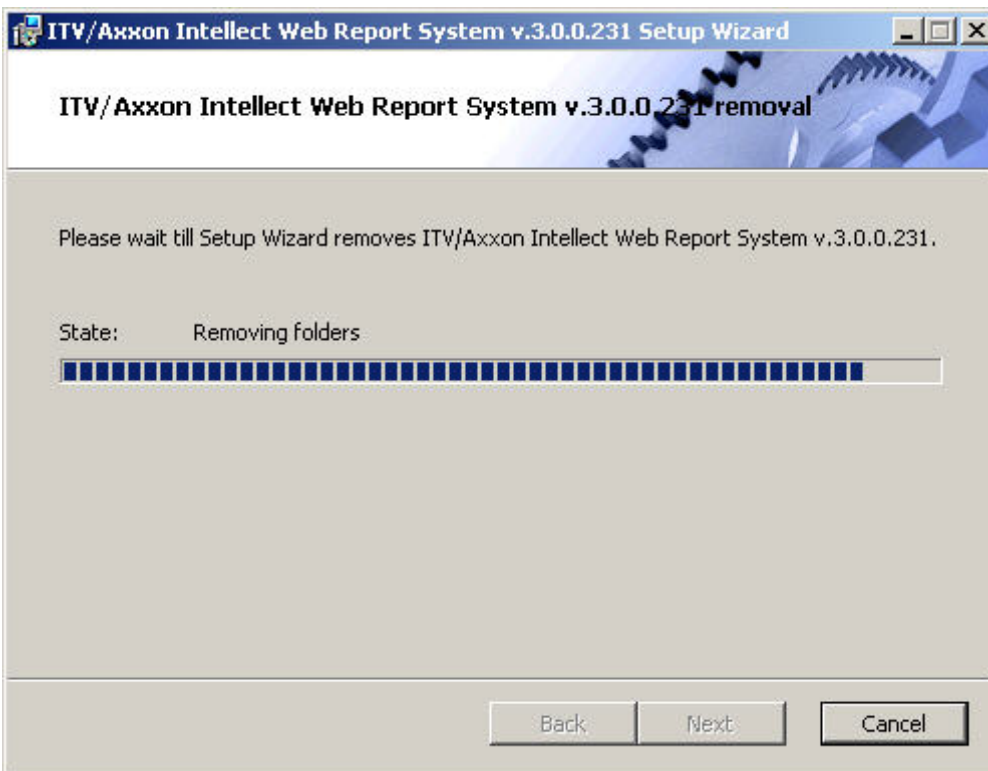 ITV/Axxon Intellect Web Report System v.3.0.0.231 Setup Wizard
ITV/Axxon Intellect Web Report System v.3.0.0.231 removal
Please wait till Setup Wizard removes ITV/Axxon Intellect Web Report System v.3.0.0.231.
State: Removing folders
Back Next Cancel